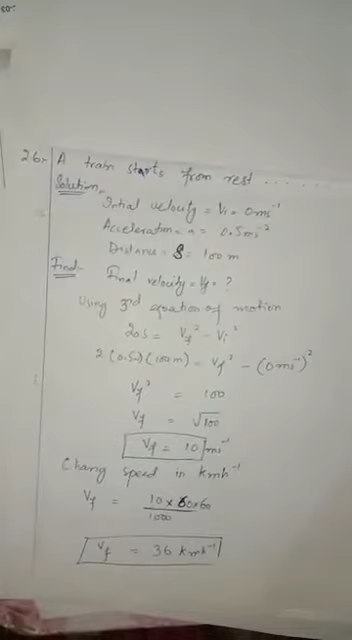 26. A train starts from rest ......
Solution.
Initial velocity = Vi = 0ms⁻¹
Acceleration = a = 0.5ms⁻²
Distance = S = 100 m
Find Final velocity = Vf = ?
Using 3rd equation of motion
2as = Vf² - Vi²
2(0.5)(100m) = Vf² - (0ms⁻¹)²
Vf² = 100
Vf = √100
Vf = 10 ms⁻¹
Chang speed in kmh⁻¹
Vf = 10 x 60x60
1000
Vf = 36 kmh⁻¹